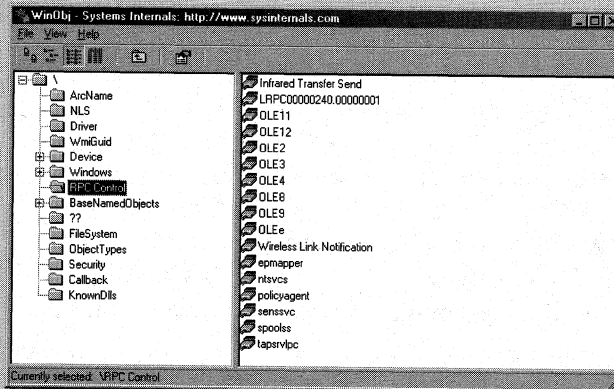 WinObj - Systems Internals: http://www.sysinternals.com
File View Help
\
ArcName
NLS
Driver
WmiGuid
Device
Windows
RPC Control
BaseNamedObjects
??
FileSystem
ObjectTypes
Security
Callback
KnownDlls
Infrared Transfer Send
LRPC00000240.00000001
OLE11
OLE12
OLE2
OLE3
OLE4
OLE8
OLE9
OLEe
Wireless Link Notification
epmapper
ntsvcs
policyagent
senssvc
spoolss
tapsrvlpc
Currently selected: \RPC Control